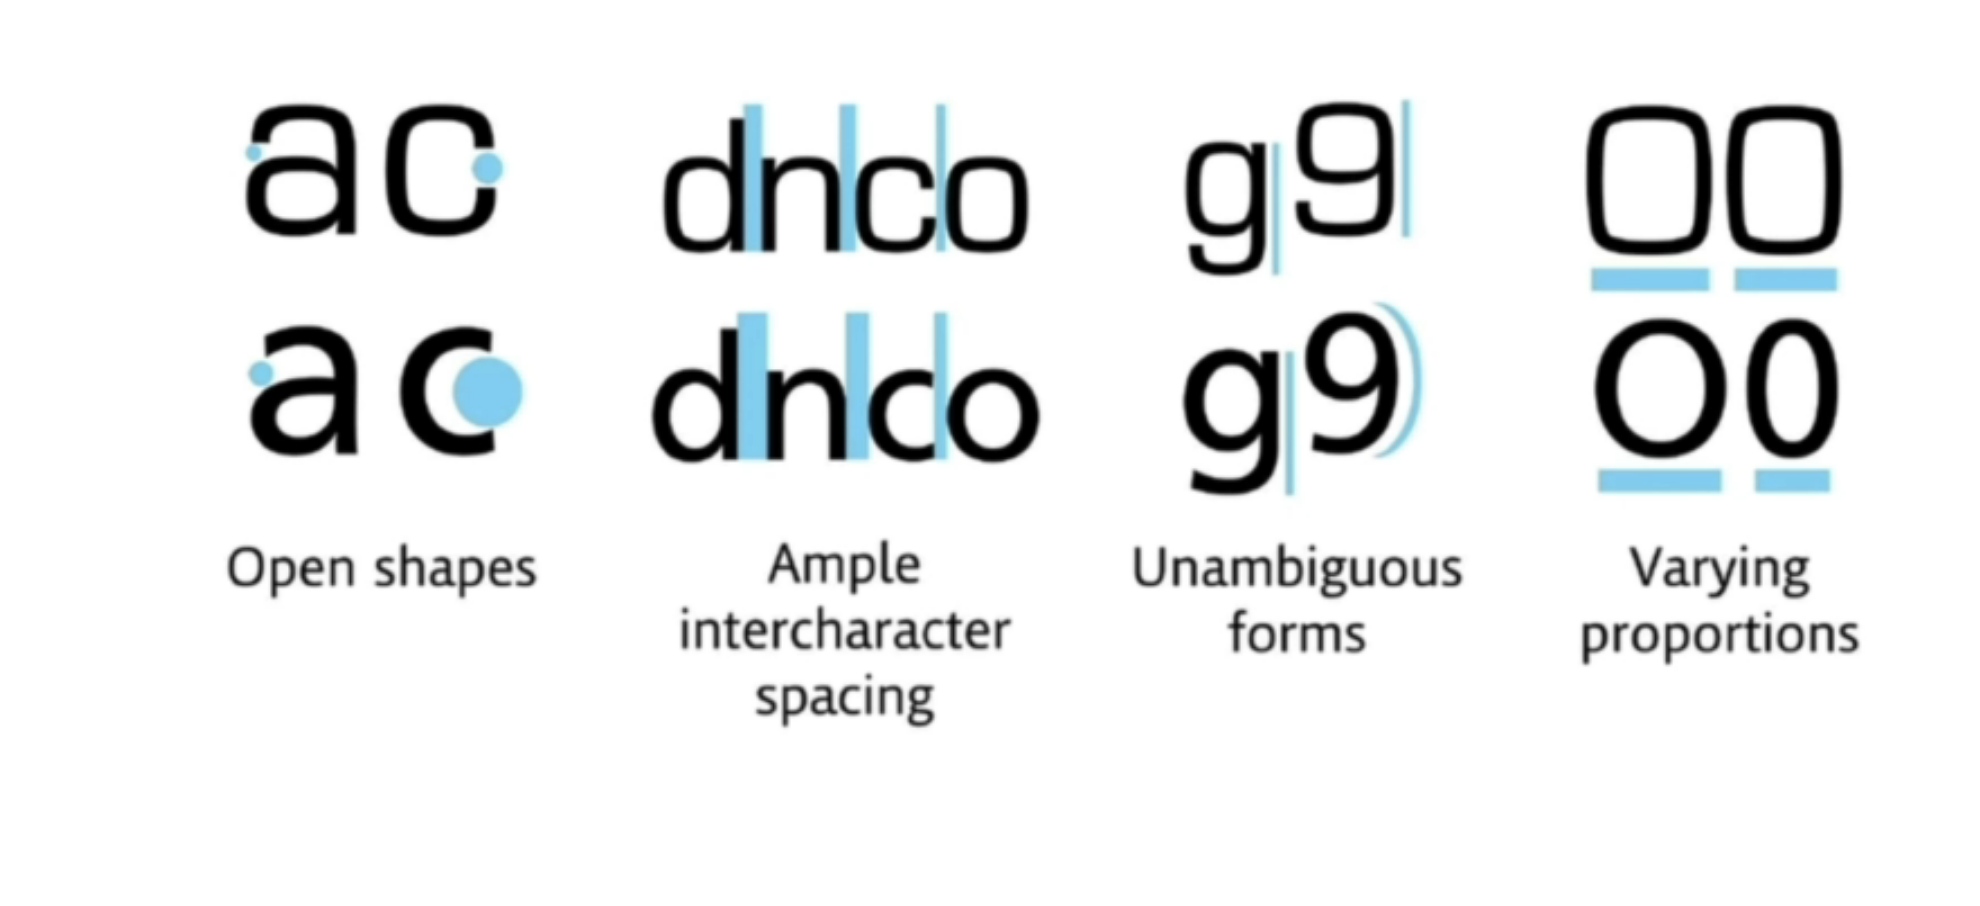 ac dnco g9 O0
ac dnco g9 O0
Open shapes
Ample
intercharacter
spacing
Unambiguous
forms
Varying
proportions